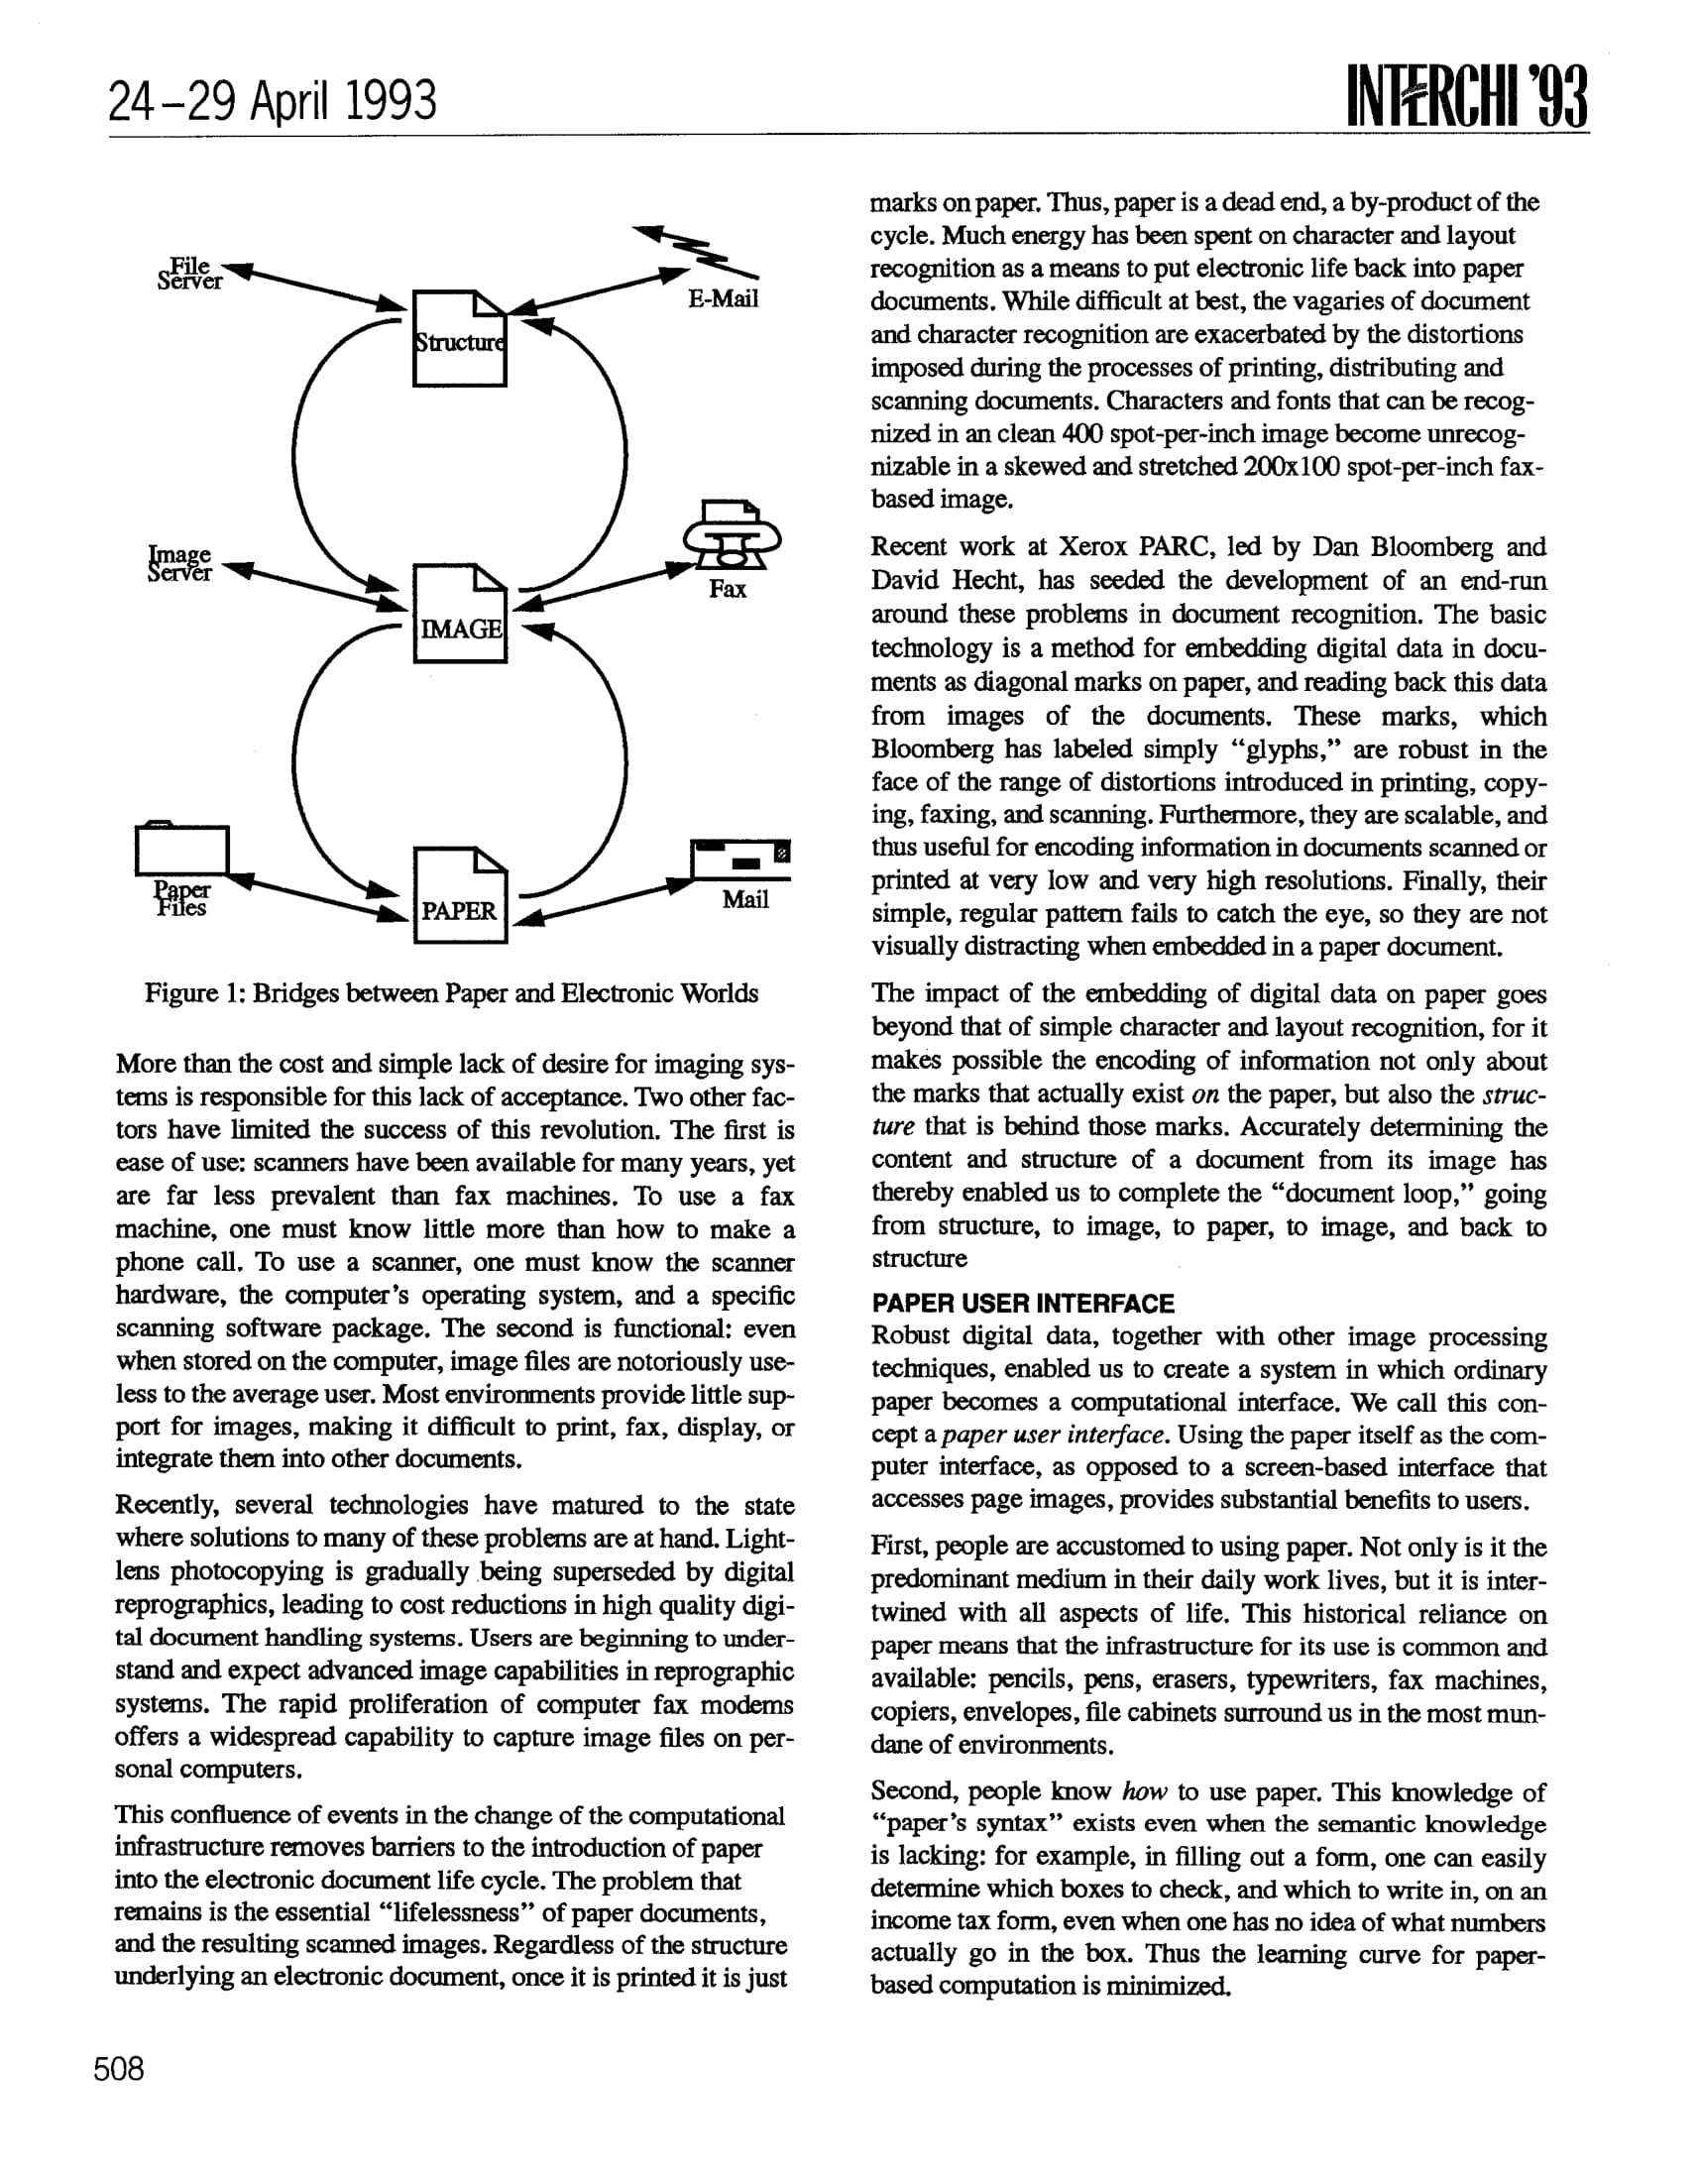 24–29 April 1993
INTERCHI '93
File
Server
E-Mail
Structure
Image
Server
Fax
IMAGE
Paper
Files
PAPER
Mail
Figure 1: Bridges between Paper and Electronic Worlds
More than the cost and simple lack of desire for imaging sys-
tems is responsible for this lack of acceptance. Two other fac-
tors have limited the success of this revolution. The first is
ease of use: scanners have been available for many years, yet
are far less prevalent than fax machines. To use a fax
machine, one must know little more than how to make a
phone call. To use a scanner, one must know the scanner
hardware, the computer's operating system, and a specific
scanning software package. The second is functional: even
when stored on the computer, image files are notoriously use-
less to the average user. Most environments provide little sup-
port for images, making it difficult to print, fax, display, or
integrate them into other documents.
Recently, several technologies have matured to the state
where solutions to many of these problems are at hand. Light-
lens photocopying is gradually being superseded by digital
reprographics, leading to cost reductions in high quality digi-
tal document handling systems. Users are beginning to under-
stand and expect advanced image capabilities in reprographic
systems. The rapid proliferation of computer fax modems
offers a widespread capability to capture image files on per-
sonal computers.
This confluence of events in the change of the computational
infrastructure removes barriers to the introduction of paper
into the electronic document life cycle. The problem that
remains is the essential “lifelessness” of paper documents,
and the resulting scanned images. Regardless of the structure
underlying an electronic document, once it is printed it is just
marks on paper. Thus, paper is a dead end, a by-product of the
cycle. Much energy has been spent on character and layout
recognition as a means to put electronic life back into paper
documents. While difficult at best, the vagaries of document
and character recognition are exacerbated by the distortions
imposed during the processes of printing, distributing and
scanning documents. Characters and fonts that can be recog-
nized in an clean 400 spot-per-inch image become unrecog-
nizable in a skewed and stretched 200x100 spot-per-inch fax-
based image.
Recent work at Xerox PARC, led by Dan Bloomberg and
David Hecht, has seeded the development of an end-run
around these problems in document recognition. The basic
technology is a method for embedding digital data in docu-
ments as diagonal marks on paper, and reading back this data
from images of the documents. These marks, which
Bloomberg has labeled simply “glyphs,” are robust in the
face of the range of distortions introduced in printing, copy-
ing, faxing, and scanning. Furthermore, they are scalable, and
thus useful for encoding information in documents scanned or
printed at very low and very high resolutions. Finally, their
simple, regular pattern fails to catch the eye, so they are not
visually distracting when embedded in a paper document.
The impact of the embedding of digital data on paper goes
beyond that of simple character and layout recognition, for it
makes possible the encoding of information not only about
the marks that actually exist on the paper, but also the struc-
ture that is behind those marks. Accurately determining the
content and structure of a document from its image has
thereby enabled us to complete the “document loop,” going
from structure, to image, to paper, to image, and back to
structure
PAPER USER INTERFACE
Robust digital data, together with other image processing
techniques, enabled us to create a system in which ordinary
paper becomes a computational interface. We call this con-
cept a paper user interface. Using the paper itself as the com-
puter interface, as opposed to a screen-based interface that
accesses page images, provides substantial benefits to users.
First, people are accustomed to using paper. Not only is it the
predominant medium in their daily work lives, but it is inter-
twined with all aspects of life. This historical reliance on
paper means that the infrastructure for its use is common and
available: pencils, pens, erasers, typewriters, fax machines,
copiers, envelopes, file cabinets surround us in the most mun-
dane of environments.
Second, people know how to use paper. This knowledge of
“paper's syntax” exists even when the semantic knowledge
is lacking: for example, in filling out a form, one can easily
determine which boxes to check, and which to write in, on an
income tax form, even when one has no idea of what numbers
actually go in the box. Thus the learning curve for paper-
based computation is minimized.
508